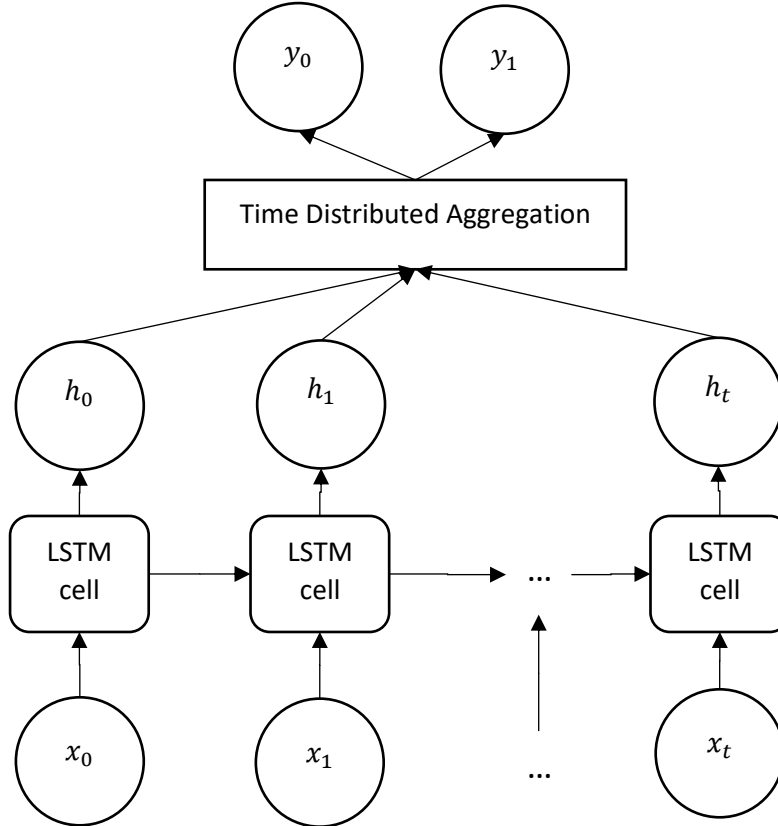 y₀ y₁
Time Distributed Aggregation
h₀ h₁ hₜ
LSTM LSTM LSTM
cell cell ... cell
x₀ x₁ ... xₜ